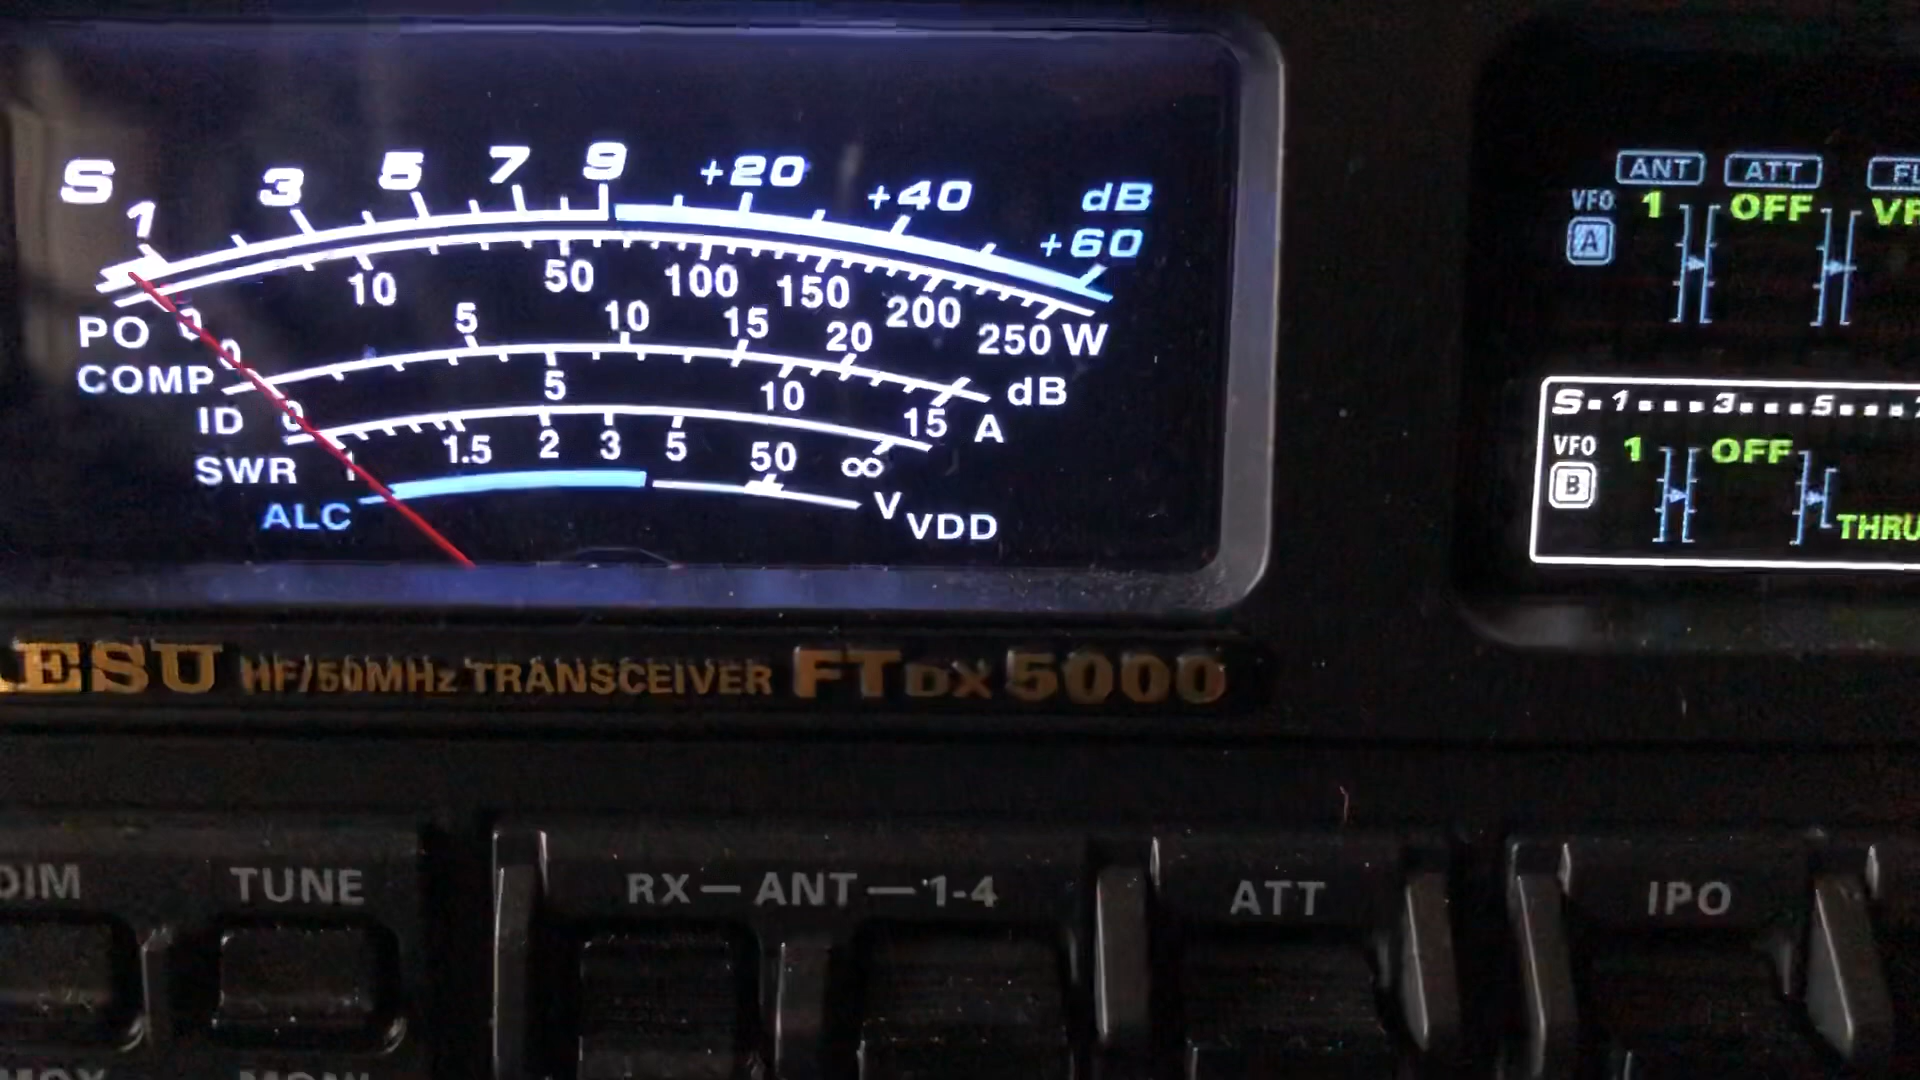 S 1 3 5 7 9 +20 +40 +60 dB
PO 0 10 50 100 150 200 250 W
COMP 0 5 10 15 20 dB
ID 0 5 10 15 A
SWR 1 1.5 2 3 5 50 ∞ V
ALC VDD
ANT ATT
VFO A 1 OFF
S 1 3 5
VFO B 1 OFF
THRU
ESU HF/50MHz TRANSCEIVER FTDX5000
DIM TUNE RX-ANT-1-4 ATT IPO